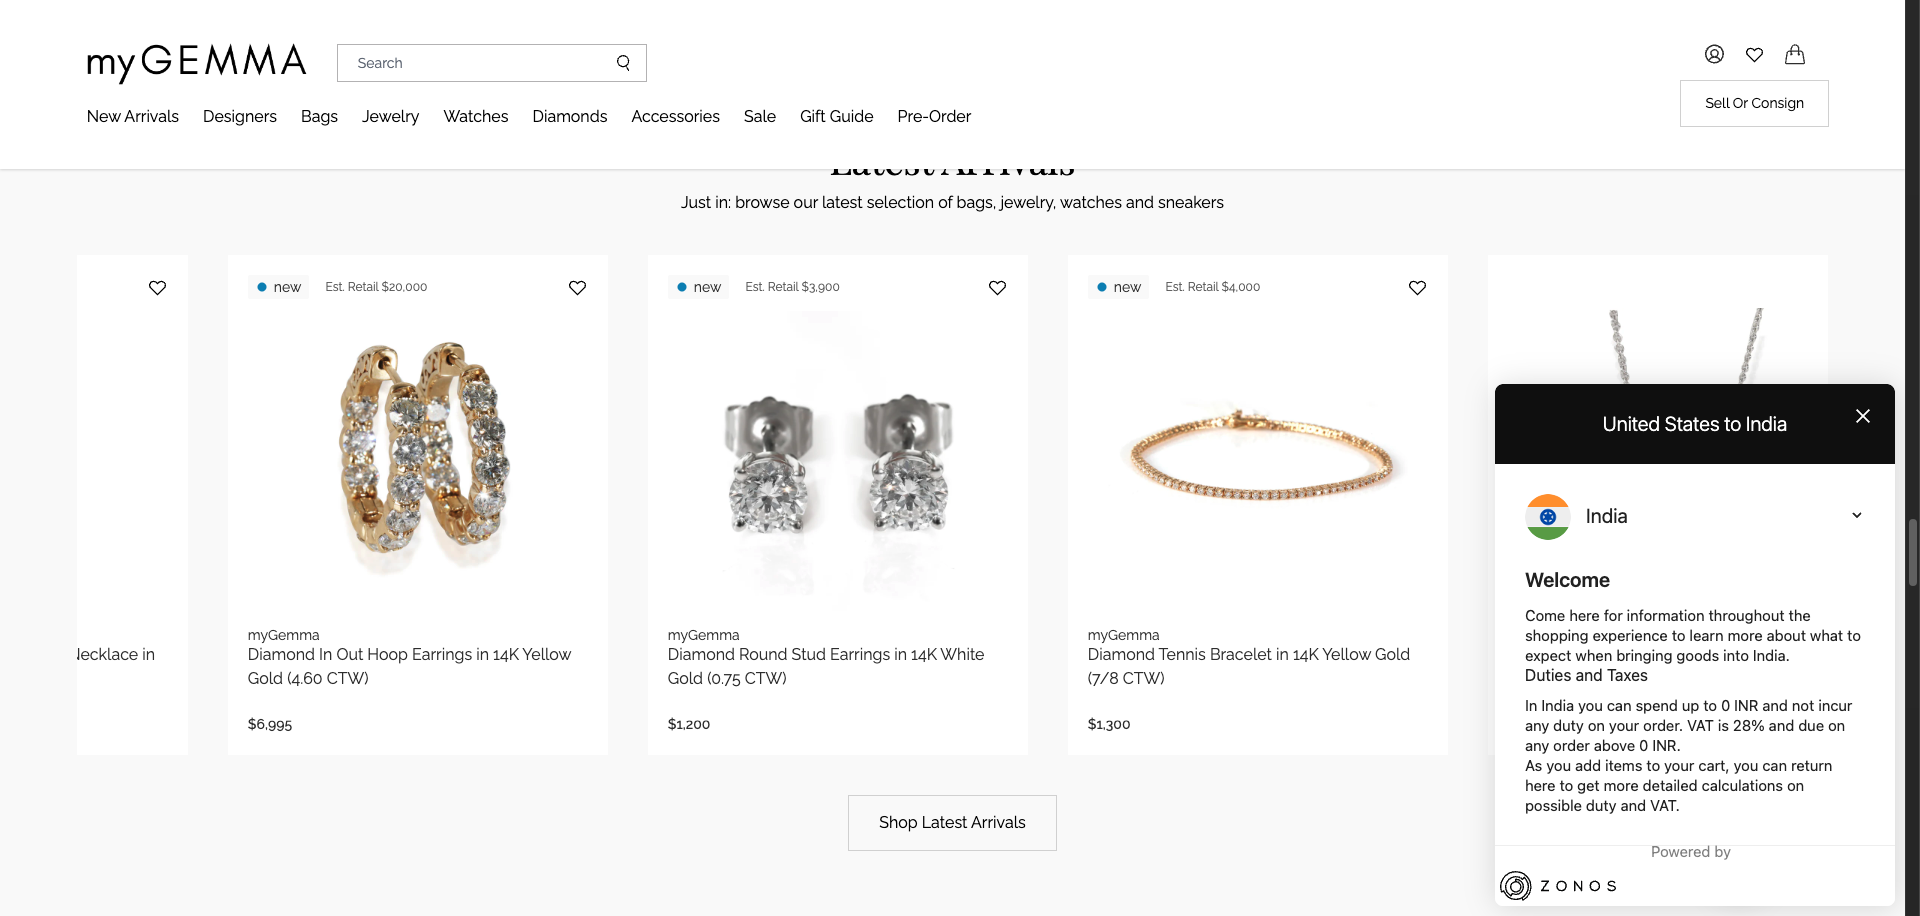 myGEMMA
Search
Sell Or Consign
New Arrivals
Designers
Bags
Jewelry
Watches
Diamonds
Accessories
Sale
Gift Guide
Pre-Order
Latest Arrivals
Just in: browse our latest selection of bags, jewelry, watches and sneakers
in
new
Est. Retail $20,000
myGemma
Diamond In Out Hoop Earrings in 14K Yellow
Gold (4.60 CTW)
$6,995
new
Est. Retail $3,900
myGemma
Diamond Round Stud Earrings in 14K White
Gold (0.75 CTW)
$1,200
new
Est. Retail $4,000
myGemma
Diamond Tennis Bracelet in 14K Yellow Gold
(7/8 CTW)
$1,300
Shop Latest Arrivals
United States to India
India
Welcome
Come here for information throughout the
shopping experience to learn more about what to
expect when bringing goods into India.
Duties and Taxes
In India you can spend up to 0 INR and not incur
any duty on your order. VAT is 28% and due on
any order above 0 INR.
As you add items to your cart, you can return
here to get more detailed calculations on
possible duty and VAT.
Powered by
ZONOS